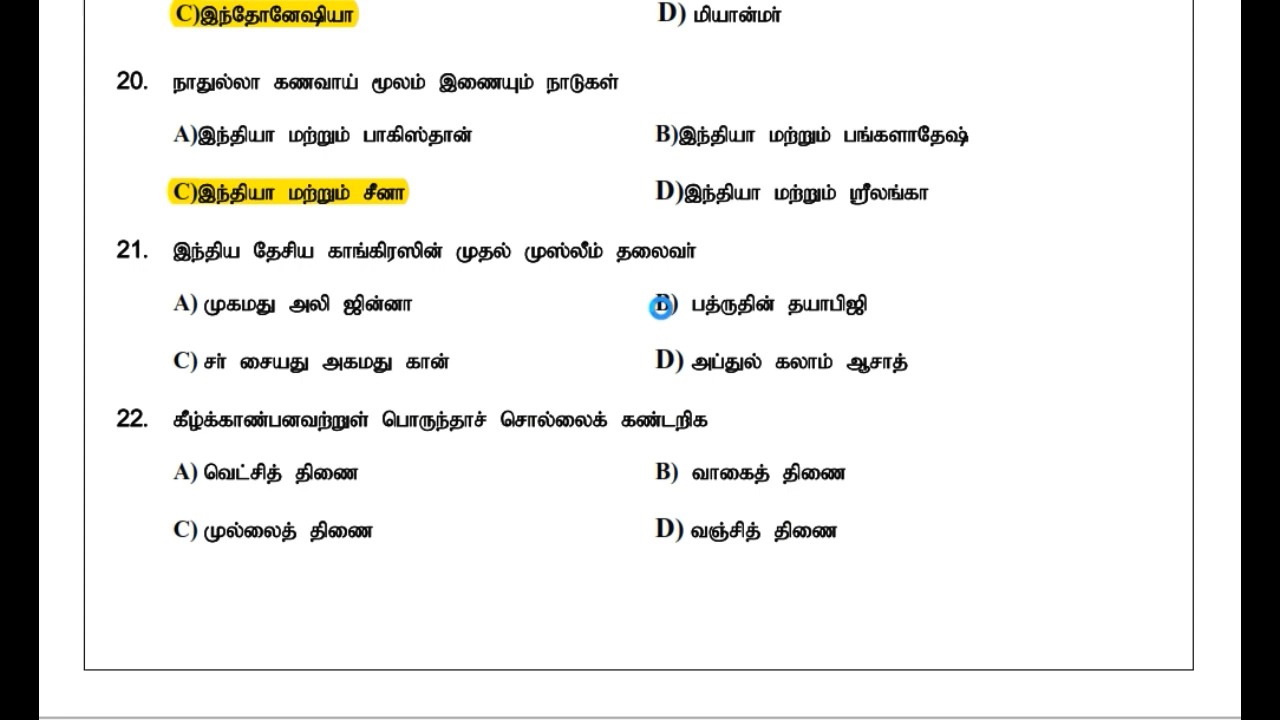 C)இந்தோனேஷியா D) மியான்மர்
20. நாதுல்லா கணவாய் மூலம் இணையும் நாடுகள்
A)இந்தியா மற்றும் பாகிஸ்தான் B)இந்தியா மற்றும் பங்களாதேஷ்
C)இந்தியா மற்றும் சீனா D)இந்தியா மற்றும் ஸ்ரீலங்கா
21. இந்திய தேசிய காங்கிரஸின் முதல் முஸ்லீம் தலைவர்
A) முகமது அலி ஜின்னா B) பத்ருதின் தயாபிஜி
C) சர் சையது அகமது கான் D) அப்துல் கலாம் ஆசாத்
22. கீழ்க்காண்பனவற்றுள் பொருந்தாச் சொல்லைக் கண்டறிக
A) வெட்சித் திணை B) வாகைத் திணை
C) முல்லைத் திணை D) வஞ்சித் திணை